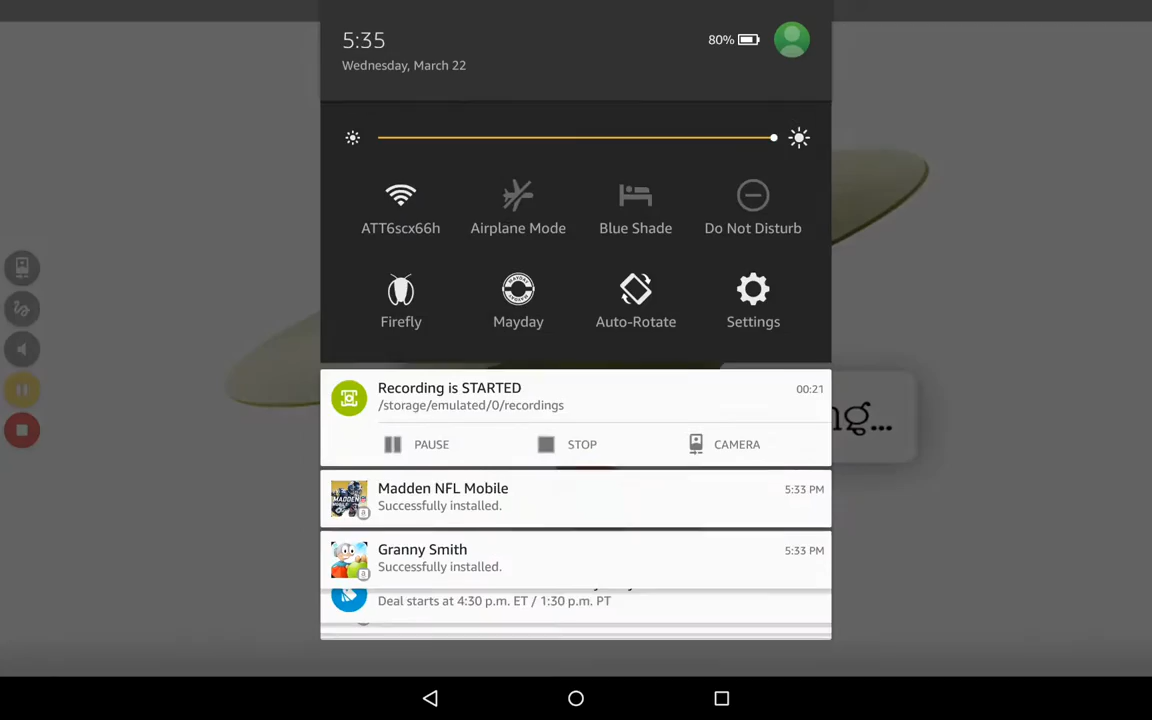 5:35
80%
Wednesday, March 22
ATT6scx66h
Airplane Mode
Blue Shade
Do Not Disturb
Firefly
Mayday
Auto-Rotate
Settings
Recording is STARTED
00:21
/storage/emulated/0/recordings
PAUSE
STOP
CAMERA
Madden NFL Mobile
5:33 PM
Successfully installed.
Granny Smith
5:33 PM
Successfully installed.
Deal starts at 4:30 p.m. ET / 1:30 p.m. PT